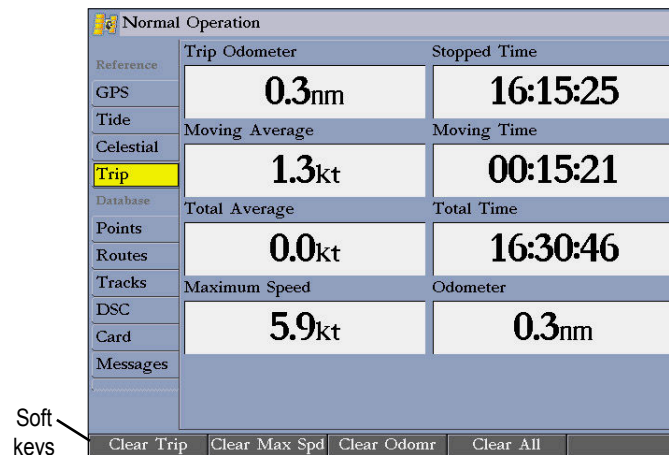 Normal Operation
Reference
GPS
Tide
Celestial
Trip
Database
Points
Routes
Tracks
DSC
Card
Messages
Trip Odometer
0.3nm
Stopped Time
16:15:25
Moving Average
1.3kt
Moving Time
00:15:21
Total Average
0.0kt
Total Time
16:30:46
Maximum Speed
5.9kt
Odometer
0.3nm
Soft
keys
Clear Trip
Clear Max Spd
Clear Odomr
Clear All